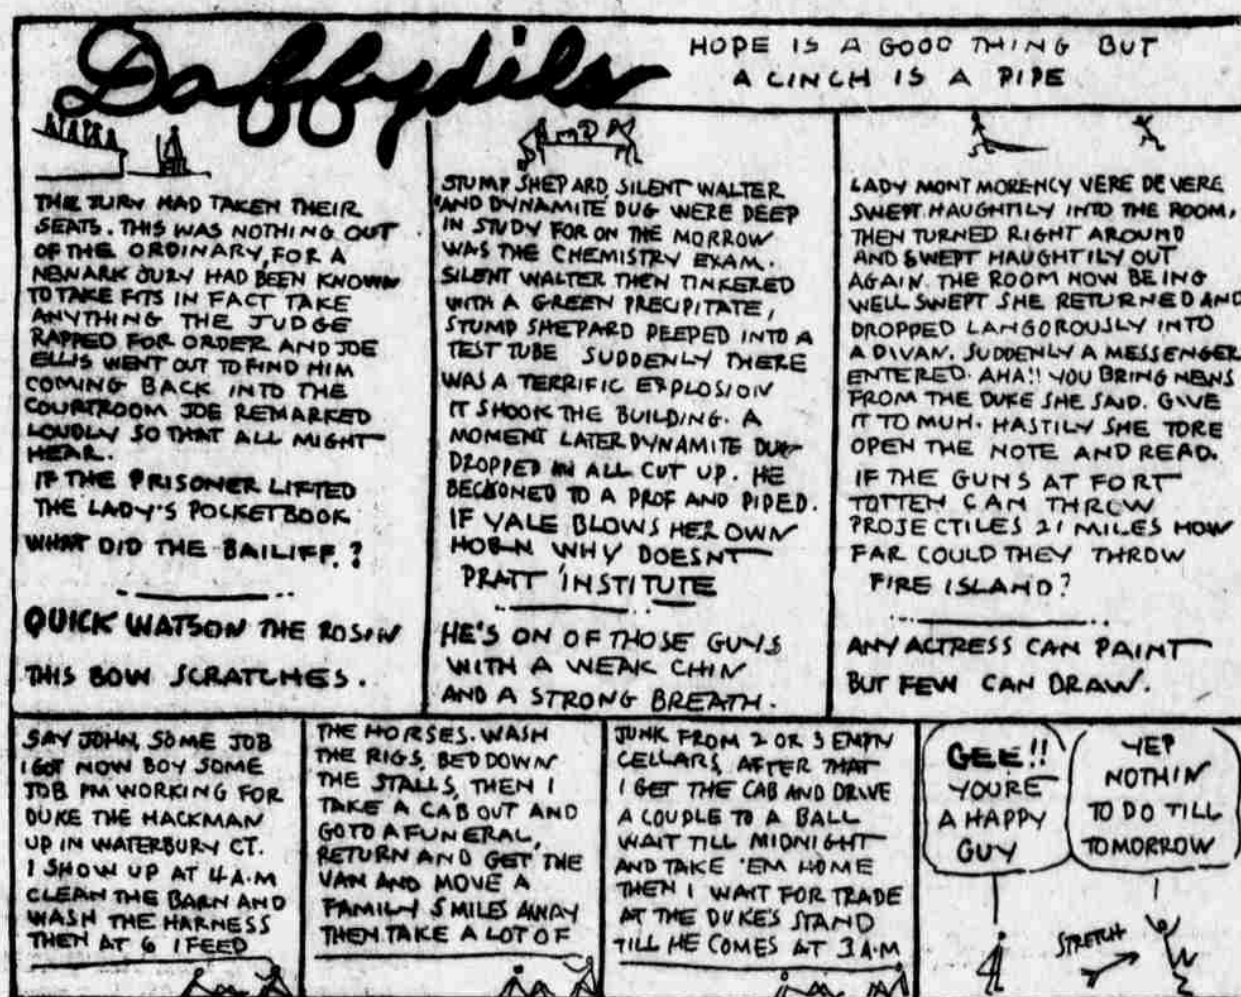 Daffydils
HOPE IS A GOOD THING BUT
A CINCH IS A PIPE
THE JURY HAD TAKEN THEIR
SEATS. THIS WAS NOTHING OUT
OF THE ORDINARY, FOR A
NEWARK JURY HAD BEEN KNOWN
TO TAKE FITS IN FACT TAKE
ANYTHING THE JUDGE
RAPPED FOR ORDER AND JOE
ELLIS WENT OUT TO FIND HIM
COMING BACK INTO THE
COURTROOM JOE REMARKED
LOUDLY SO THAT ALL MIGHT
HEAR.
IF THE PRISONER LIFTED
THE LADY'S POCKETBOOK
WHAT DID THE BAILIFF.?
QUICK WATSON THE ROSIN
THIS BOW SCRATCHES.
STUMP SHEPARD, SILENT WALTER
AND DYNAMITE DUG WERE DEEP
IN STUDY FOR ON THE MORROW
WAS THE CHEMISTRY EXAM.
SILENT WALTER THEN TINKERED
WITH A GREEN PRECIPITATE,
STUMP SHEPARD PEEPED INTO A
TEST TUBE SUDDENLY THERE
WAS A TERRIFIC EXPLOSION
IT SHOOK THE BUILDING. A
MOMENT LATER DYNAMITE DUG
DROPPED IN ALL CUT UP. HE
BECKONED TO A PROF AND PIPED.
IF YALE BLOWS HER OWN
HORN WHY DOESNT
PRATT INSTITUTE
HE'S ON OF THOSE GUYS
WITH A WEAK CHIN
AND A STRONG BREATH.
LADY MONT MORENCY VERE DE VERE
SWEPT HAUGHTILY INTO THE ROOM,
THEN TURNED RIGHT AROUND
AND SWEPT HAUGHTILY OUT
AGAIN. THE ROOM NOW BEING
WELL SWEPT SHE RETURNED AND
DROPPED LANGOROUSLY INTO
A DIVAN. SUDDENLY A MESSENGER
ENTERED. AHA!! YOU BRING NEWS
FROM THE DUKE SHE SAID. GIVE
IT TO MUH. HASTILY SHE TORE
OPEN THE NOTE AND READ.
IF THE GUNS AT FORT
TOTTEN CAN THROW
PROJECTILES 21 MILES HOW
FAR COULD THEY THROW
FIRE ISLAND?
ANY ACTRESS CAN PAINT
BUT FEW CAN DRAW.
SAY JOHN, SOME JOB
I GOT NOW BOY SOME
JOB I'M WORKING FOR
DUKE THE HACKMAN
UP IN WATERBURY CT.
I SHOW UP AT 4 A.M
CLEAN THE BARN AND
WASH THE HARNESS
THEN AT 6 I FEED
THE HORSES. WASH
THE RIGS, BED DOWN
THE STALLS, THEN I
TAKE A CAB OUT AND
GO TO A FUNERAL,
RETURN AND GET THE
VAN AND MOVE A
FAMILY 5 MILES AWAY
THEN TAKE A LOT OF
JUNK FROM 2 OR 3 EMPTY
CELLARS, AFTER THAT
I GET THE CAB AND DRIVE
A COUPLE TO A BALL
WAIT TILL MIDNIGHT
AND TAKE 'EM HOME
THEN I WAIT FOR TRADE
AT THE DUKE'S STAND
TILL HE COMES AT 3 A.M
GEE!!
YOURE
A HAPPY
GUY
YEP
NOTHIN
TO DO TILL
TOMORROW
STRETCH